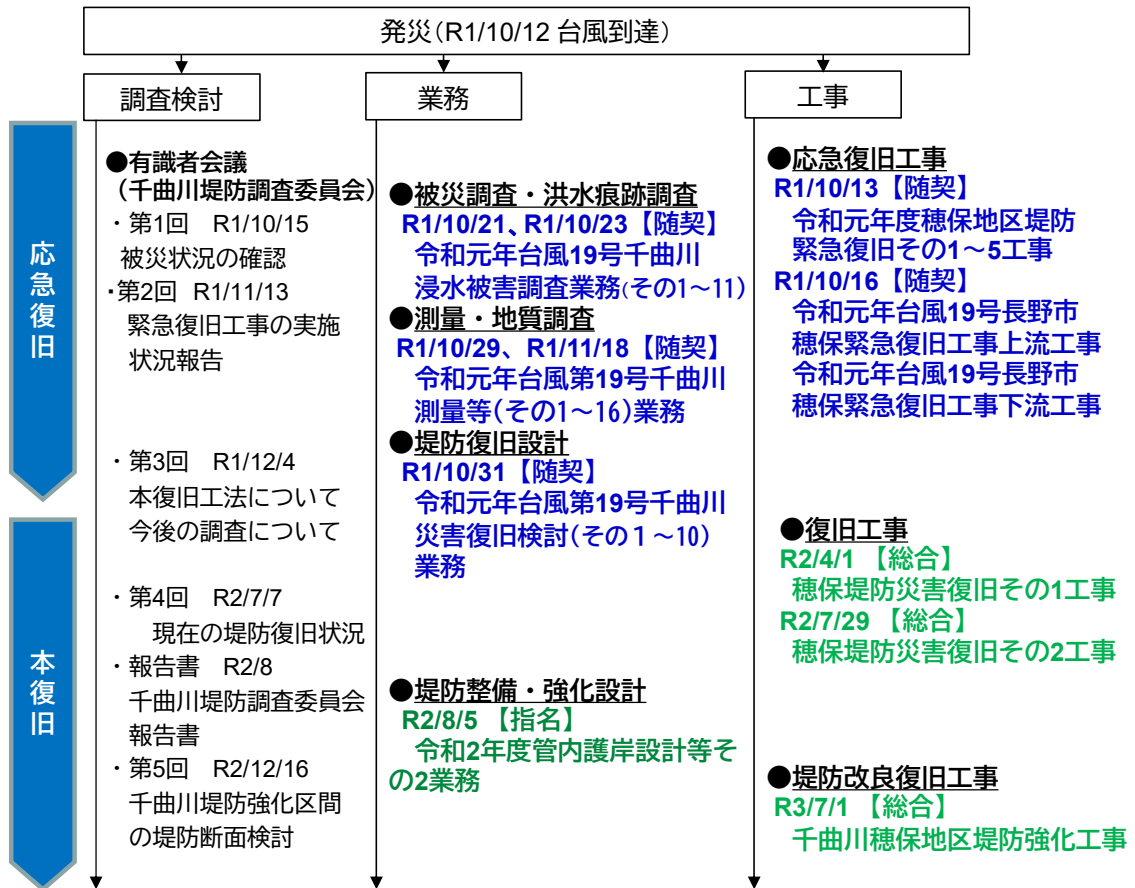 発災(R1/10/12 台風到達)
調査検討
業務
工事
応急復旧
本復旧
●有識者会議
(千曲川堤防調査委員会)
・第1回 R1/10/15
被災状況の確認
・第2回 R1/11/13
緊急復旧工事の実施
状況報告
・第3回 R1/12/4
本復旧工法について
今後の調査について
・第4回 R2/7/7
現在の堤防復旧状況
・報告書 R2/8
千曲川堤防調査委員会
報告書
・第5回 R2/12/16
千曲川堤防強化区間
の堤防断面検討
●被災調査・洪水痕跡調査
R1/10/21、R1/10/23【随契】
令和元年台風19号千曲川
浸水被害調査業務(その1～11)
●測量・地質調査
R1/10/29、R1/11/18【随契】
令和元年台風第19号千曲川
測量等(その1～16)業務
●堤防復旧設計
R1/10/31【随契】
令和元年台風第19号千曲川
災害復旧検討(その１～10)
業務
●堤防整備・強化設計
R2/8/5 【指名】
令和2年度管内護岸設計等そ
の2業務
●応急復旧工事
R1/10/13【随契】
令和元年度穂保地区堤防
緊急復旧その1～5工事
R1/10/16【随契】
令和元年台風19号長野市
穂保緊急復旧工事上流工事
令和元年台風19号長野市
穂保緊急復旧工事下流工事
●復旧工事
R2/4/1 【総合】
穂保堤防災害復旧その1工事
R2/7/29 【総合】
穂保堤防災害復旧その2工事
●堤防改良復旧工事
R3/7/1 【総合】
千曲川穂保地区堤防強化工事